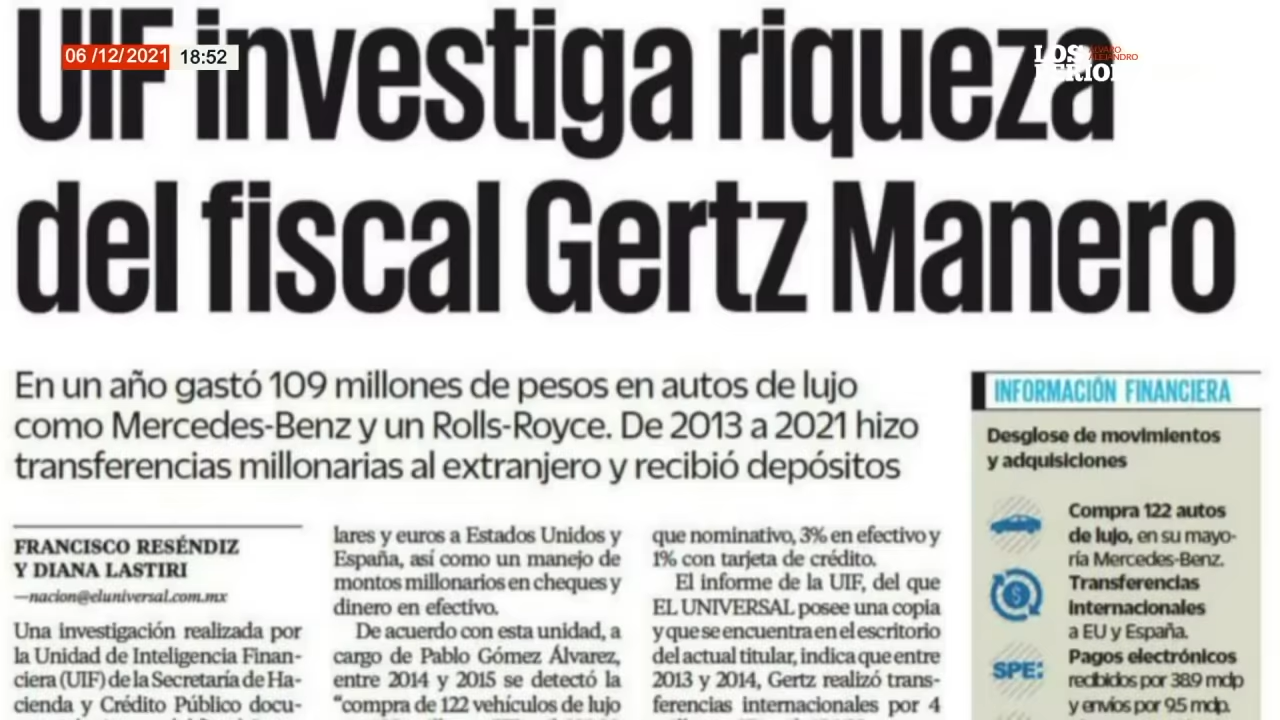 UIF investiga riqueza
del fiscal Gertz Manero
06 /12/2021 18:52
LOS
ALVARO
ALEJANDRO
En un año gastó 109 millones de pesos en autos de lujo
como Mercedes-Benz y un Rolls-Royce. De 2013 a 2021 hizo
transferencias millonarias al extranjero y recibió depósitos
FRANCISCO RESÉNDIZ
Y DIANA LASTIRI
—nacion@eluniversal.com.mx
Una investigación realizada por
la Unidad de Inteligencia Finan-
ciera (UIF) de la Secretaría de Ha-
cienda y Crédito Público docu-
lares y euros a Estados Unidos y
España, así como un manejo de
montos millonarios en cheques y
dinero en efectivo.
De acuerdo con esta unidad, a
cargo de Pablo Gómez Álvarez,
entre 2014 y 2015 se detectó la
“compra de 122 vehículos de lujo
que nominativo, 3% en efectivo y
1% con tarjeta de crédito.
El informe de la UIF, del que
EL UNIVERSAL posee una copia
y que se encuentra en el escritorio
del actual titular, indica que entre
2013 y 2014, Gertz realizó trans-
ferencias internacionales por 4
INFORMACIÓN FINANCIERA
Desglose de movimientos
y adquisiciones
Compra 122 autos
de lujo, en su mayo-
ría Mercedes-Benz.
Transferencias
internacionales
a EU y España.
SPE:
Pagos electrónicos
recibidos por 38.9 mdp
y envíos por 9.5 mdp.